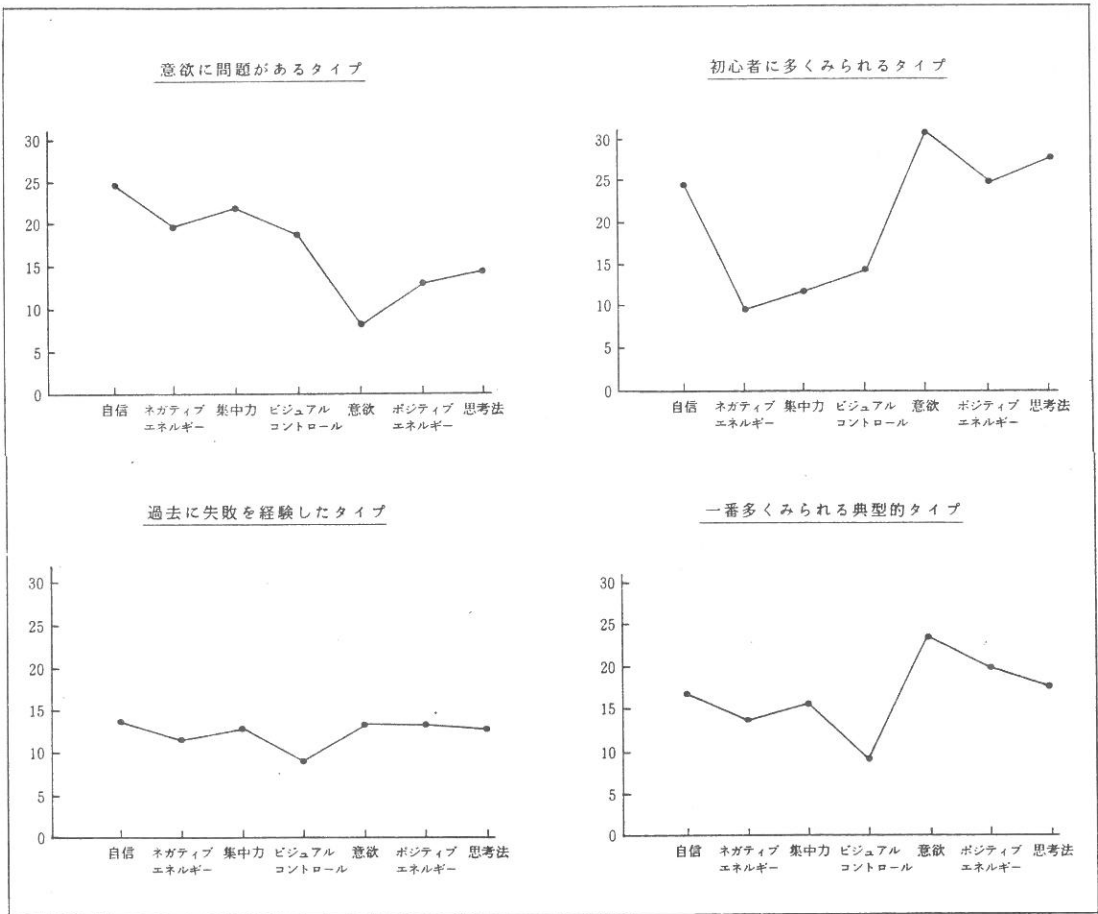 意欲に問題があるタイプ
30
25
20
15
10
5
0
自信 ネガティブ 集中力 ビジュアル 意欲 ポジティブ 思考法
エネルギー コントロール エネルギー
初心者に多くみられるタイプ
30
25
20
15
10
5
0
自信 ネガティブ 集中力 ビジュアル 意欲 ポジティブ 思考法
エネルギー コントロール エネルギー
過去に失敗を経験したタイプ
30
25
20
15
10
5
0
自信 ネガティブ 集中力 ビジュアル 意欲 ポジティブ 思考法
エネルギー コントロール エネルギー
一番多くみられる典型的タイプ
30
25
20
15
10
5
0
自信 ネガティブ 集中力 ビジュアル 意欲 ポジティブ 思考法
エネルギー コントロール エネルギー